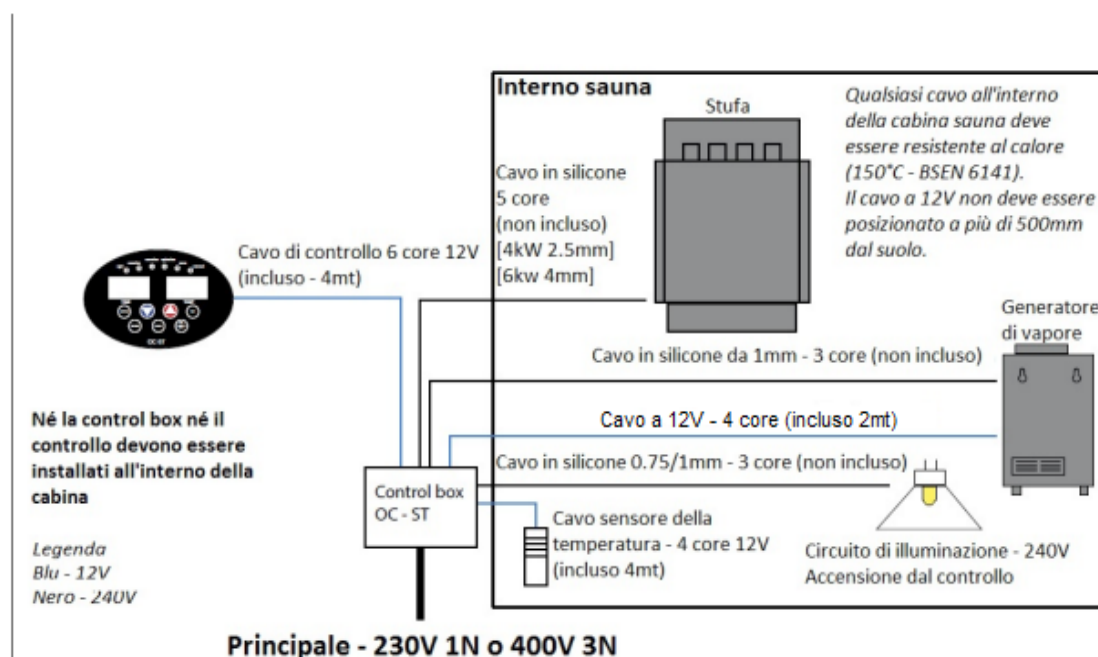 Interno sauna
Stufa
Qualsiasi cavo all'interno
della cabina sauna deve
essere resistente al calore
(150°C - BSEN 6141).
Il cavo a 12V non deve essere
posizionato a più di 500mm
dal suolo.
Cavo in silicone
5 core
(non incluso)
[4kW 2.5mm]
[6kw 4mm]
Cavo di controllo 6 core 12V
(incluso - 4mt)
OC-ST
Generatore
di vapore
Cavo in silicone da 1mm - 3 core (non incluso)
Cavo a 12V - 4 core (incluso 2mt)
Cavo in silicone 0.75/1mm - 3 core (non incluso)
Né la control box né il
controllo devono essere
installati all'interno della
cabina
Control box
OC - ST
Cavo sensore della
temperatura - 4 core 12V
(incluso 4mt)
Circuito di illuminazione - 240V
Accensione dal controllo
Legenda
Blu - 12V
Nero - 240V
Principale - 230V 1N o 400V 3N